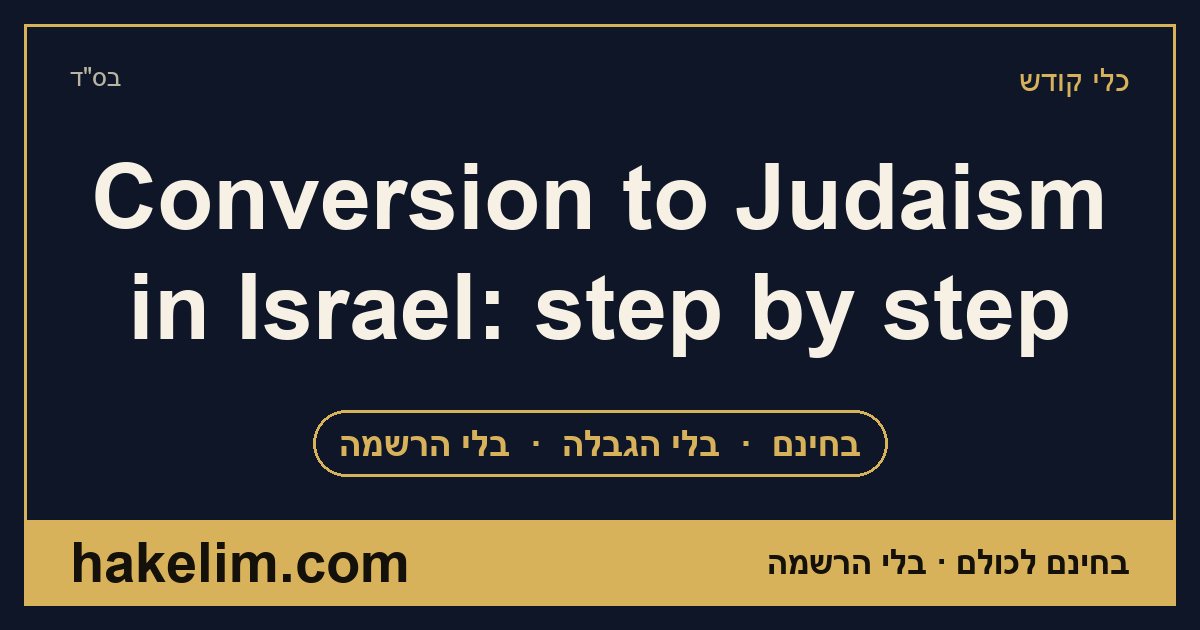 בס"ד
כלי קודש
Conversion to Judaism
in Israel: step by step
בחינם · בלי הגבלה · בלי הרשמה
hakelim.com
בחינם לכולם · בלי הרשמה